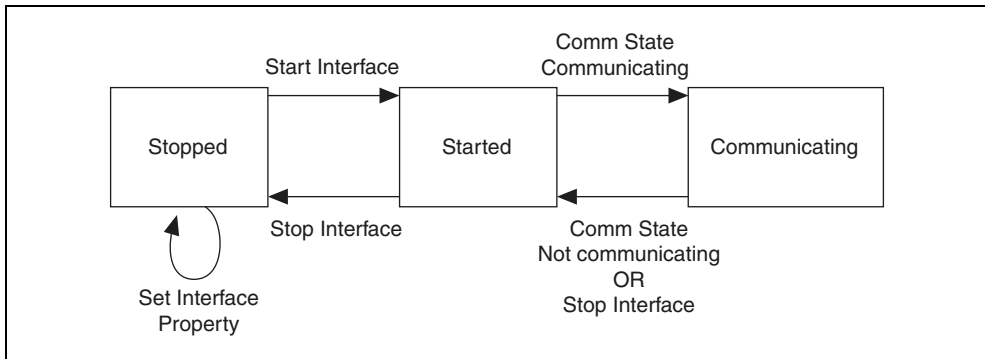 Start Interface
Comm State
Communicating
Stopped
Started
Communicating
Stop Interface
Comm State
Not communicating
OR
Stop Interface
Set Interface
Property